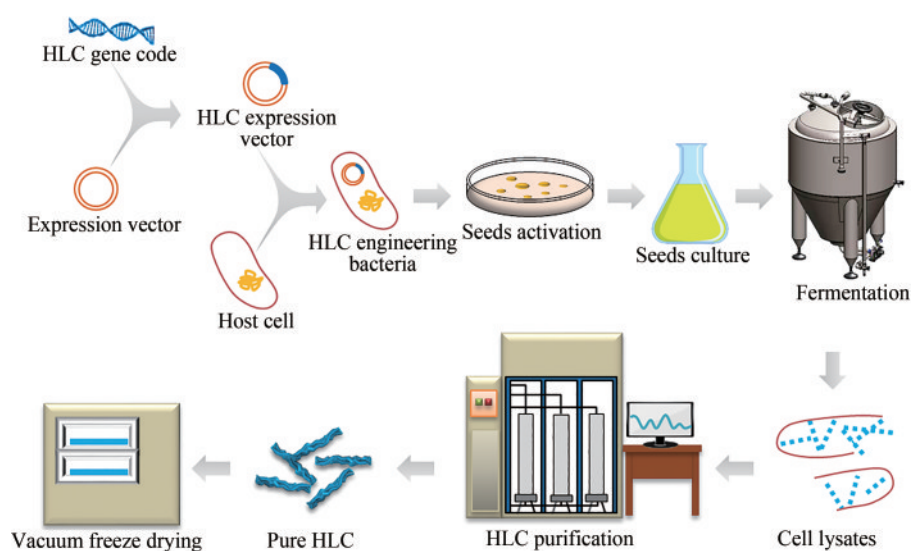 HLC gene code
Expression vector
HLC expression
vector
Host cell
HLC engineering
bacteria
Seeds activation
Seeds culture
Fermentation
Cell lysates
HLC purification
Pure HLC
Vacuum freeze drying